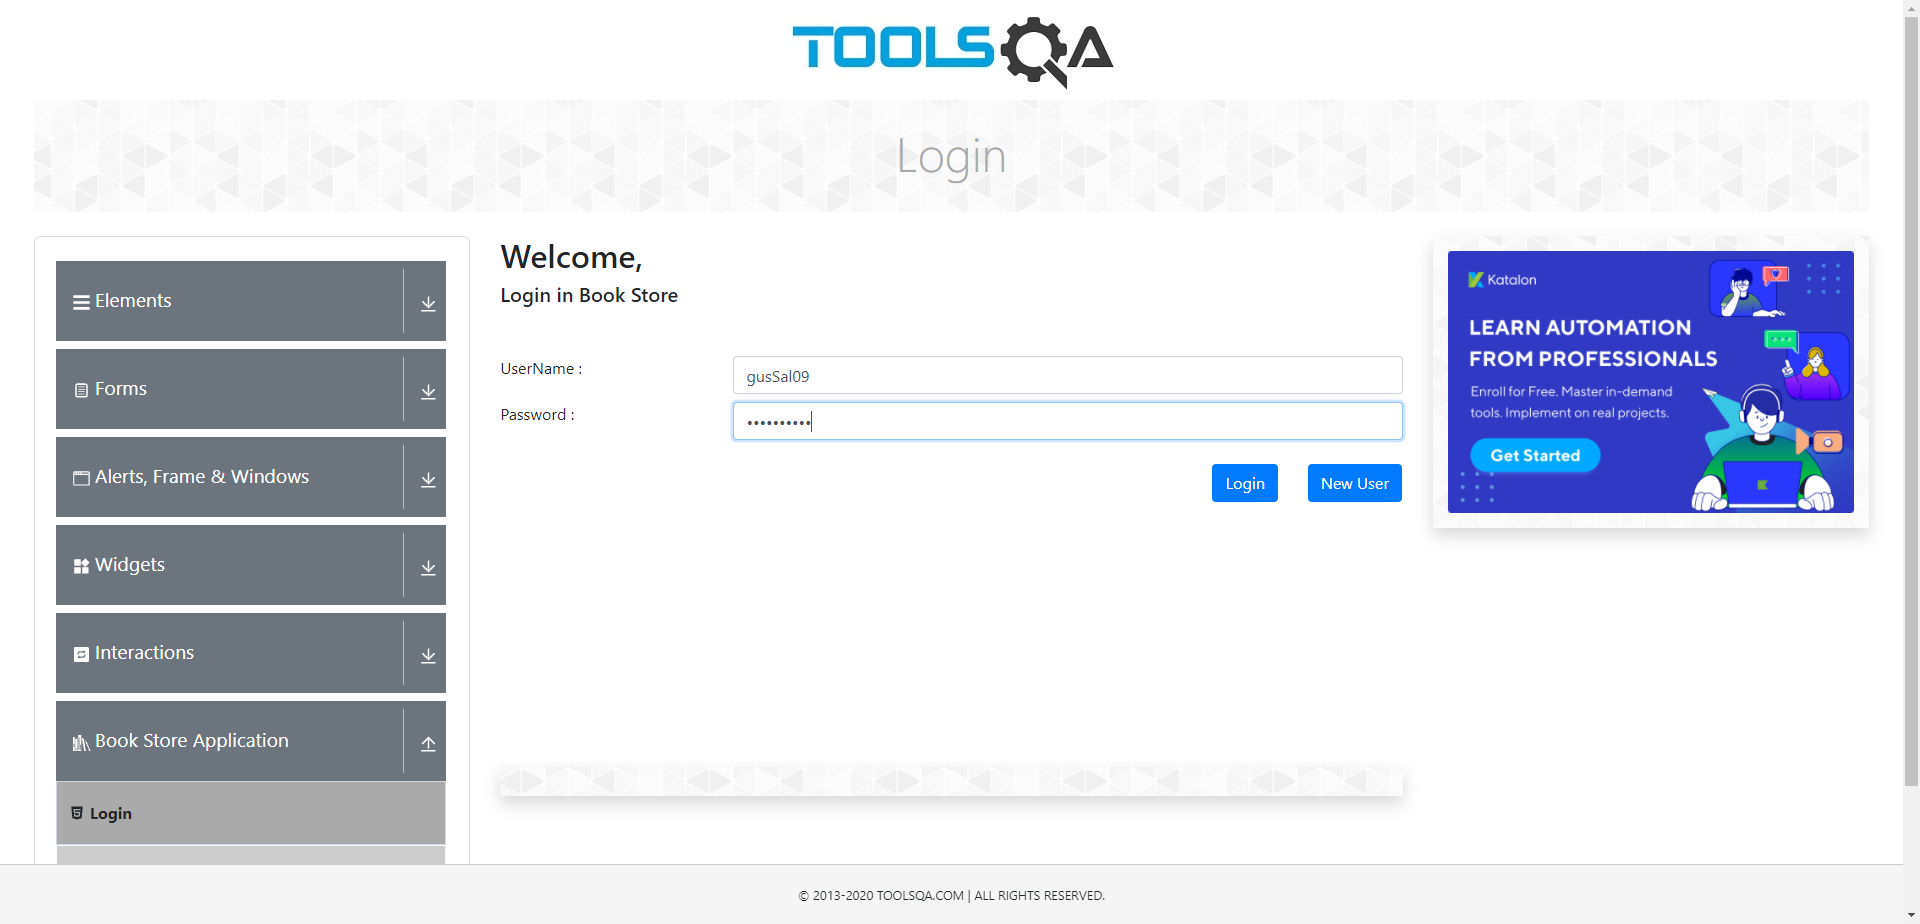 TOOLSQA
Login
Elements
Forms
Alerts, Frame & Windows
Widgets
Interactions
Book Store Application
Login
Welcome,
Login in Book Store
UserName :
gusSal09
Password :
••••••••••
Login
New User
Katalon
LEARN AUTOMATION
FROM PROFESSIONALS
Enroll for Free. Master in-demand
tools. Implement on real projects.
Get Started
© 2013-2020 TOOLSQA.COM | ALL RIGHTS RESERVED.